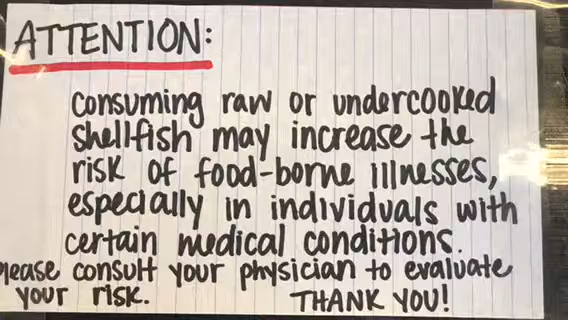 ATTENTION:
consuming raw or undercooked
shellfish may increase the
risk of food-borne illnesses,
especially in individuals with
certain medical conditions.
Please consult your physician to evaluate
your risk. THANK YOU!